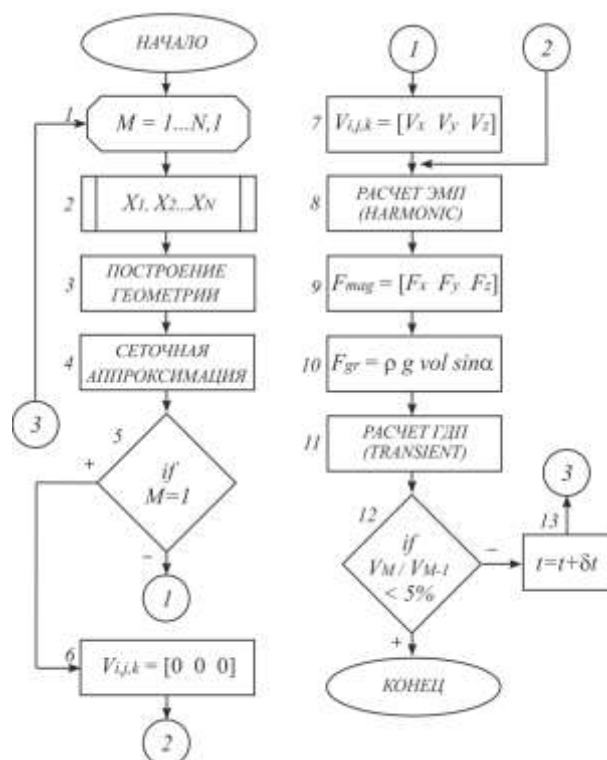 НАЧАЛО
1
M = 1...N,1
2
X1, X2...XN
3
ПОСТРОЕНИЕ
ГЕОМЕТРИИ
4
СЕТОЧНАЯ
АППРОКСИМАЦИЯ
3
5
+
if
M=1
–
1
6
Vi,j,k = [0 0 0]
2
1
2
7
Vi,j,k = [Vx Vy Vz]
8
РАСЧЕТ ЭМП
(HARMONIC)
9
Fmag = [Fx Fy Fz]
10
Fgr = ρ g vol sinα
11
РАСЧЕТ ГДП
(TRANSIENT)
3
12
if
VM / VM-1
< 5%
–
13
t=t+δt
+
КОНЕЦ